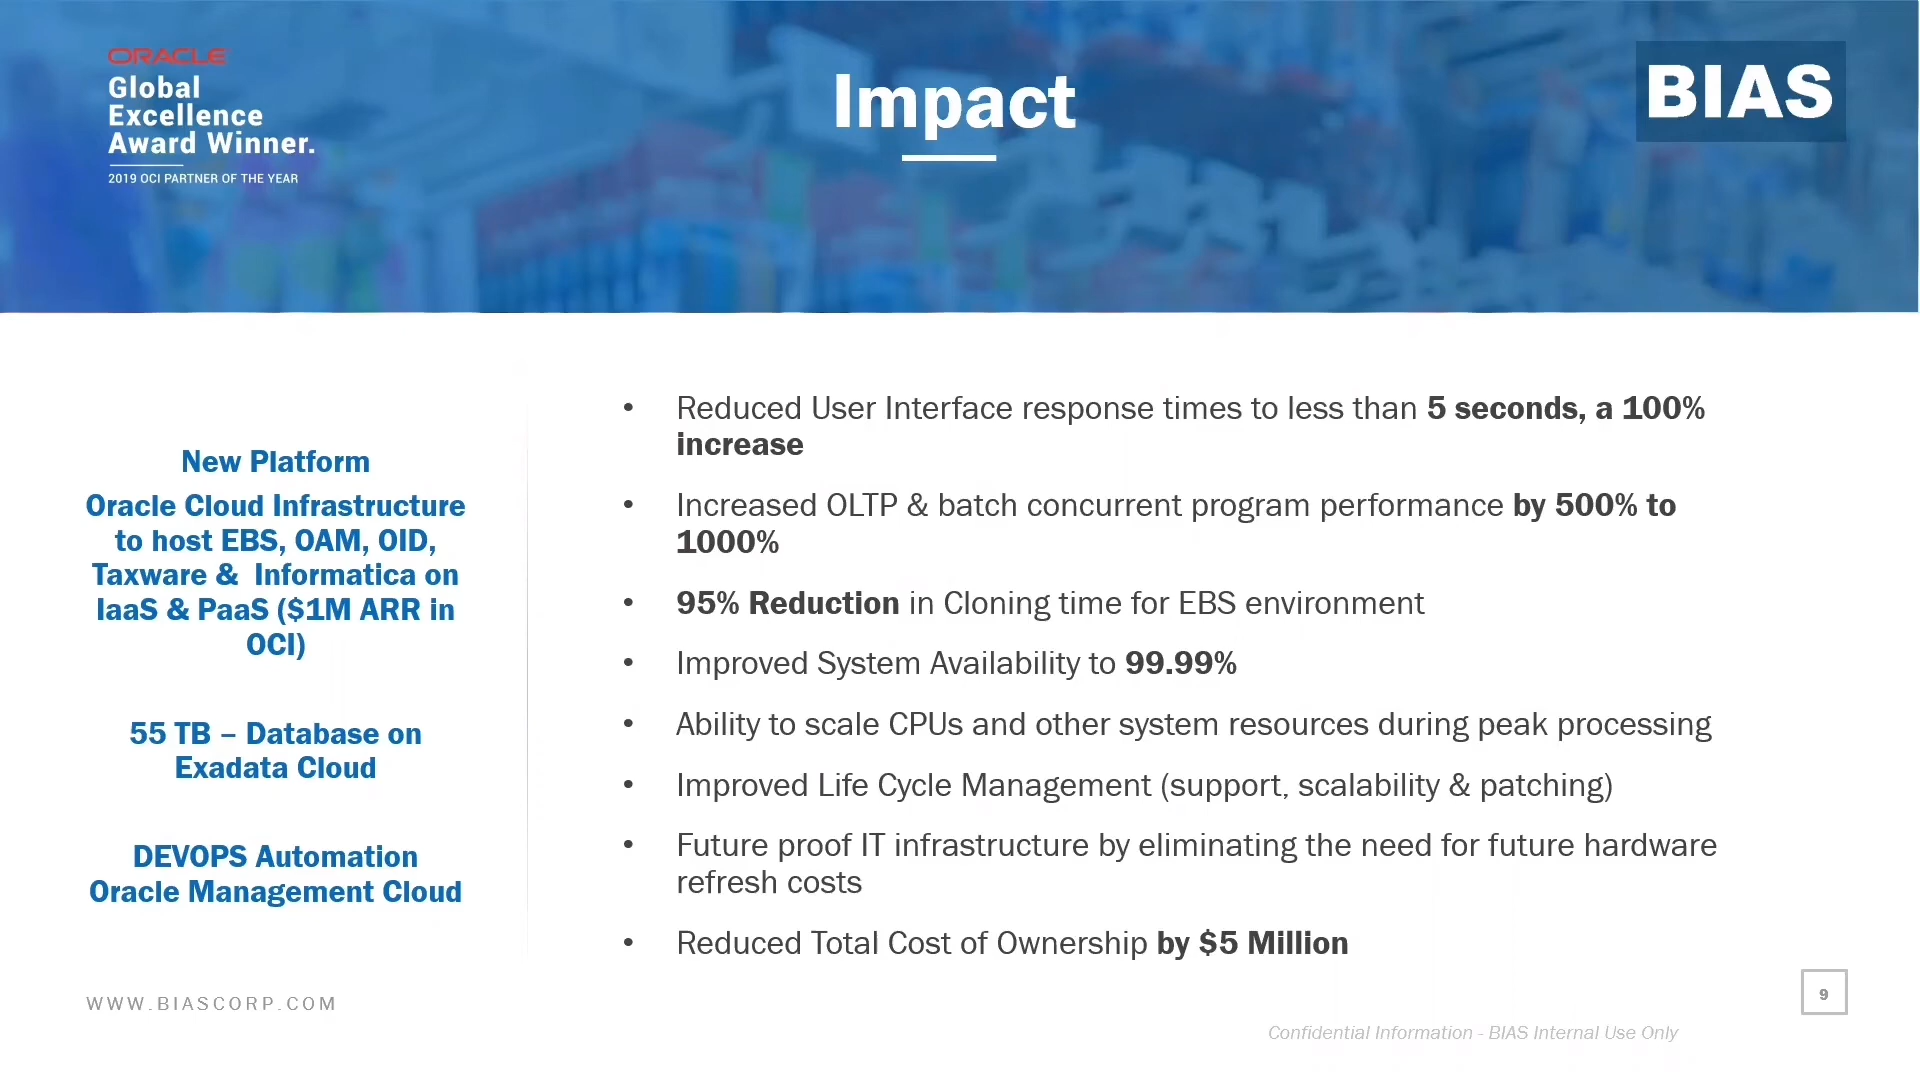 ORACLE
Global
Excellence
Award Winner.
2019 OCI PARTNER OF THE YEAR
Impact
BIAS
New Platform
Oracle Cloud Infrastructure
to host EBS, OAM, OID,
Taxware & Informatica on
IaaS & PaaS ($1M ARR in
OCI)
55 TB – Database on
Exadata Cloud
DEVOPS Automation
Oracle Management Cloud
• Reduced User Interface response times to less than 5 seconds, a 100%
increase
• Increased OLTP & batch concurrent program performance by 500% to
1000%
• 95% Reduction in Cloning time for EBS environment
• Improved System Availability to 99.99%
• Ability to scale CPUs and other system resources during peak processing
• Improved Life Cycle Management (support, scalability & patching)
• Future proof IT infrastructure by eliminating the need for future hardware
refresh costs
• Reduced Total Cost of Ownership by $5 Million
WWW.BIASCORP.COM
9
Confidential Information - BIAS Internal Use Only